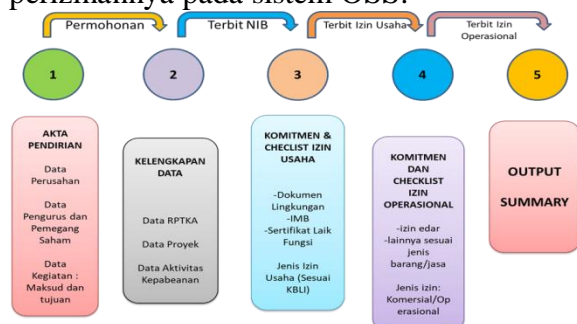 perizinannya pada sistem OSS.
Permohonan
Terbit NIB
Terbit Izin Usaha
Terbit Izin
Operasional
1
2
3
4
5
AKTA
PENDIRIAN
Data
Perusahan
Data
Pengurus dan
Pemegang
Saham
Data
Kegiatan :
Maksud dan
tujuan
KELENGKAPAN
DATA
Data RPTKA
Data Proyek
Data Aktivitas
Kepabeanan
KOMITMEN &
CHECLIST IZIN
USAHA
-Dokumen
Lingkungan
-IMB
-Sertifikat Laik
Fungsi
Jenis Izin
Usaha (Sesuai
KBLI)
KOMITMEN
DAN
CHECKLIST
IZIN
OPERASIONAL
-izin edar
-lainnya sesuai
jenis
barang/jasa
Jenis izin:
Komersial/Op
erasional
OUTPUT
SUMMARY